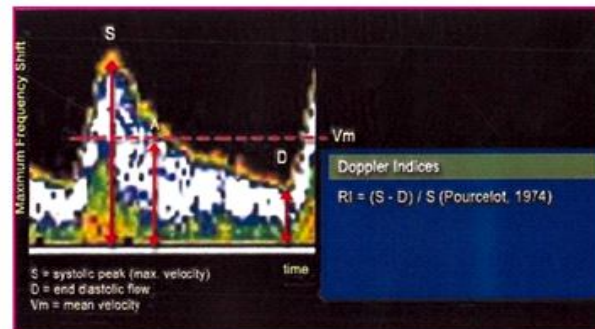 S
Maximum Frequency Shift
A
Vm
D
Doppler Indices
RI = (S - D) / S (Pourcelot, 1974)
time
S = systolic peak (max. velocity)
D = end diastolic flow
Vm = mean velocity